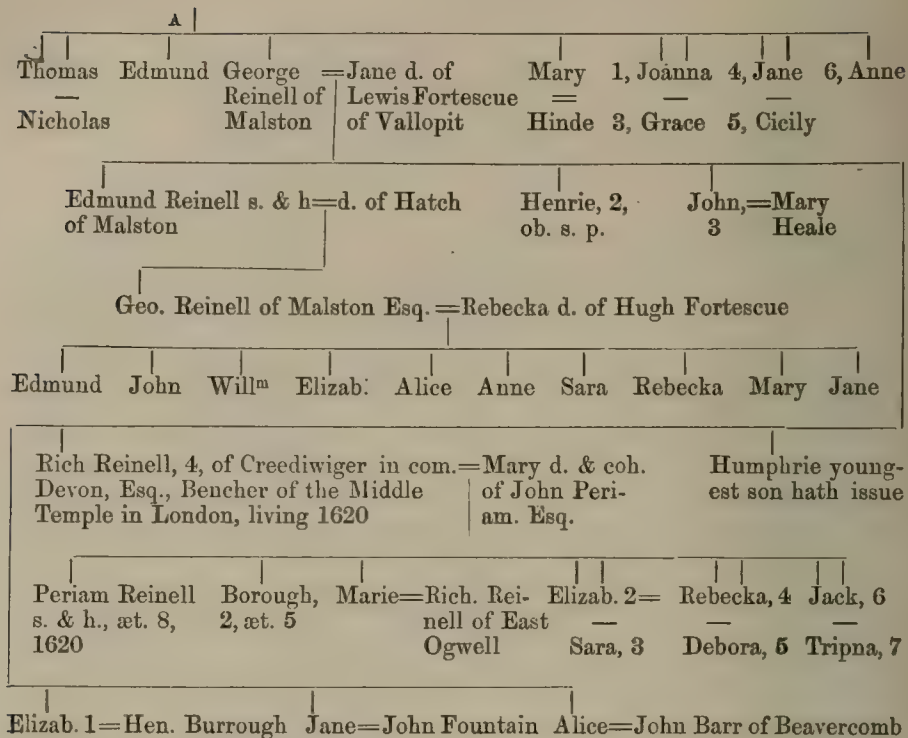 A
Thomas Edmund George = Jane d. of Mary 1, Joanna 4, Jane 6, Anne
— Reinell of Lewis Fortescue = — —
Nicholas Malston of Vallopit Hinde 3, Grace 5, Cicily
Edmund Reinell s. & h=d. of Hatch Henrie, 2, John,=Mary
of Malston ob. s. p. 3 Heale
Geo. Reinell of Malston Esq.=Rebecka d. of Hugh Fortescue
Edmund John Willm Elizab: Alice Anne Sara Rebecka Mary Jane
Rich Reinell, 4, of Creediwiger in com.=Mary d. & coh. Humphrie young-
Devon, Esq., Bencher of the Middle of John Peri- est son hath issue
Temple in London, living 1620 am. Esq.
Periam Reinell Borough, Marie=Rich. Rei- Elizab. 2= Rebecka, 4 Jack, 6
s. & h., æt. 8, 2, æt. 5 nell of East — — —
1620 Ogwell Sara, 3 Debora, 5 Tripna, 7
Elizab. 1=Hen. Burrough Jane=John Fountain Alice=John Barr of Beavercomb